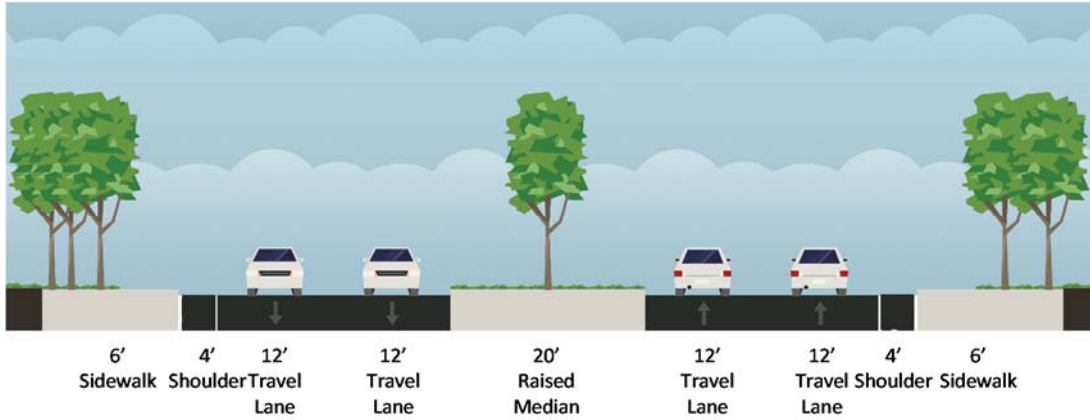 6’ 4’ 12’ 12’ 20’ 12’ 12’ 4’ 6’
Sidewalk Shoulder Travel Travel Raised Travel Travel Shoulder Sidewalk
Lane Lane Median Lane Lane